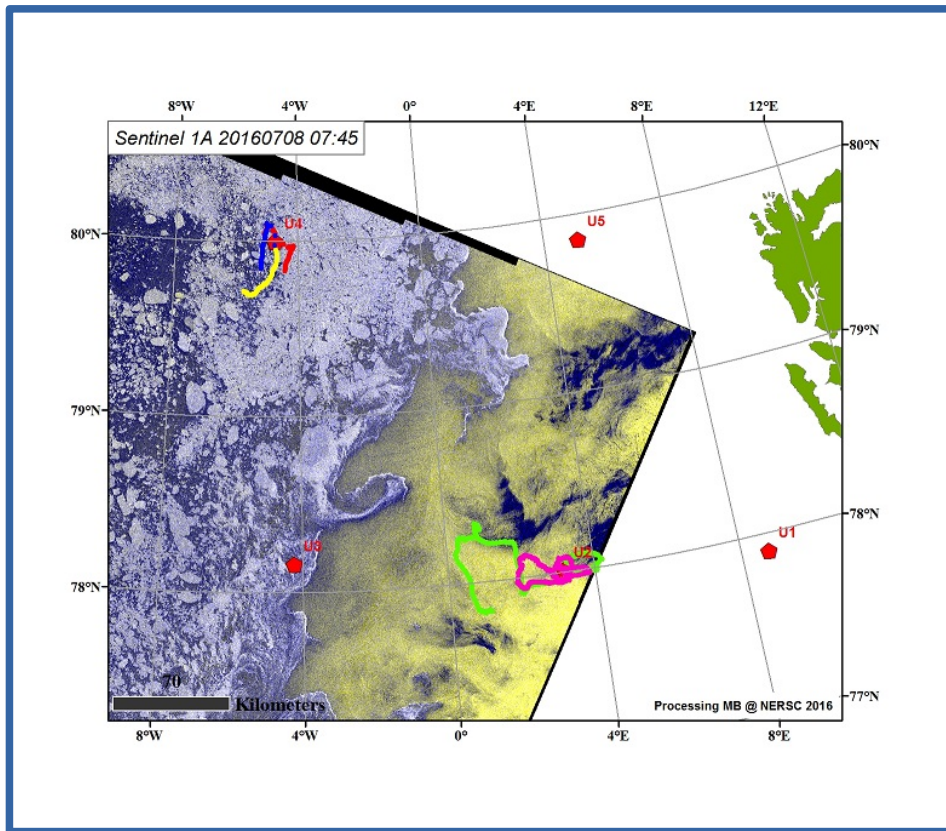 8°W 4°W 0° 4°E 8°E 12°E
Sentinel 1A 20160708 07:45
80°N
U4
U5
80°N
79°N
79°N
78°N
U3
U2
U1
78°N
77°N
70
Kilometers
Processing MB @ NERSC 2016
8°W 4°W 0° 4°E 8°E